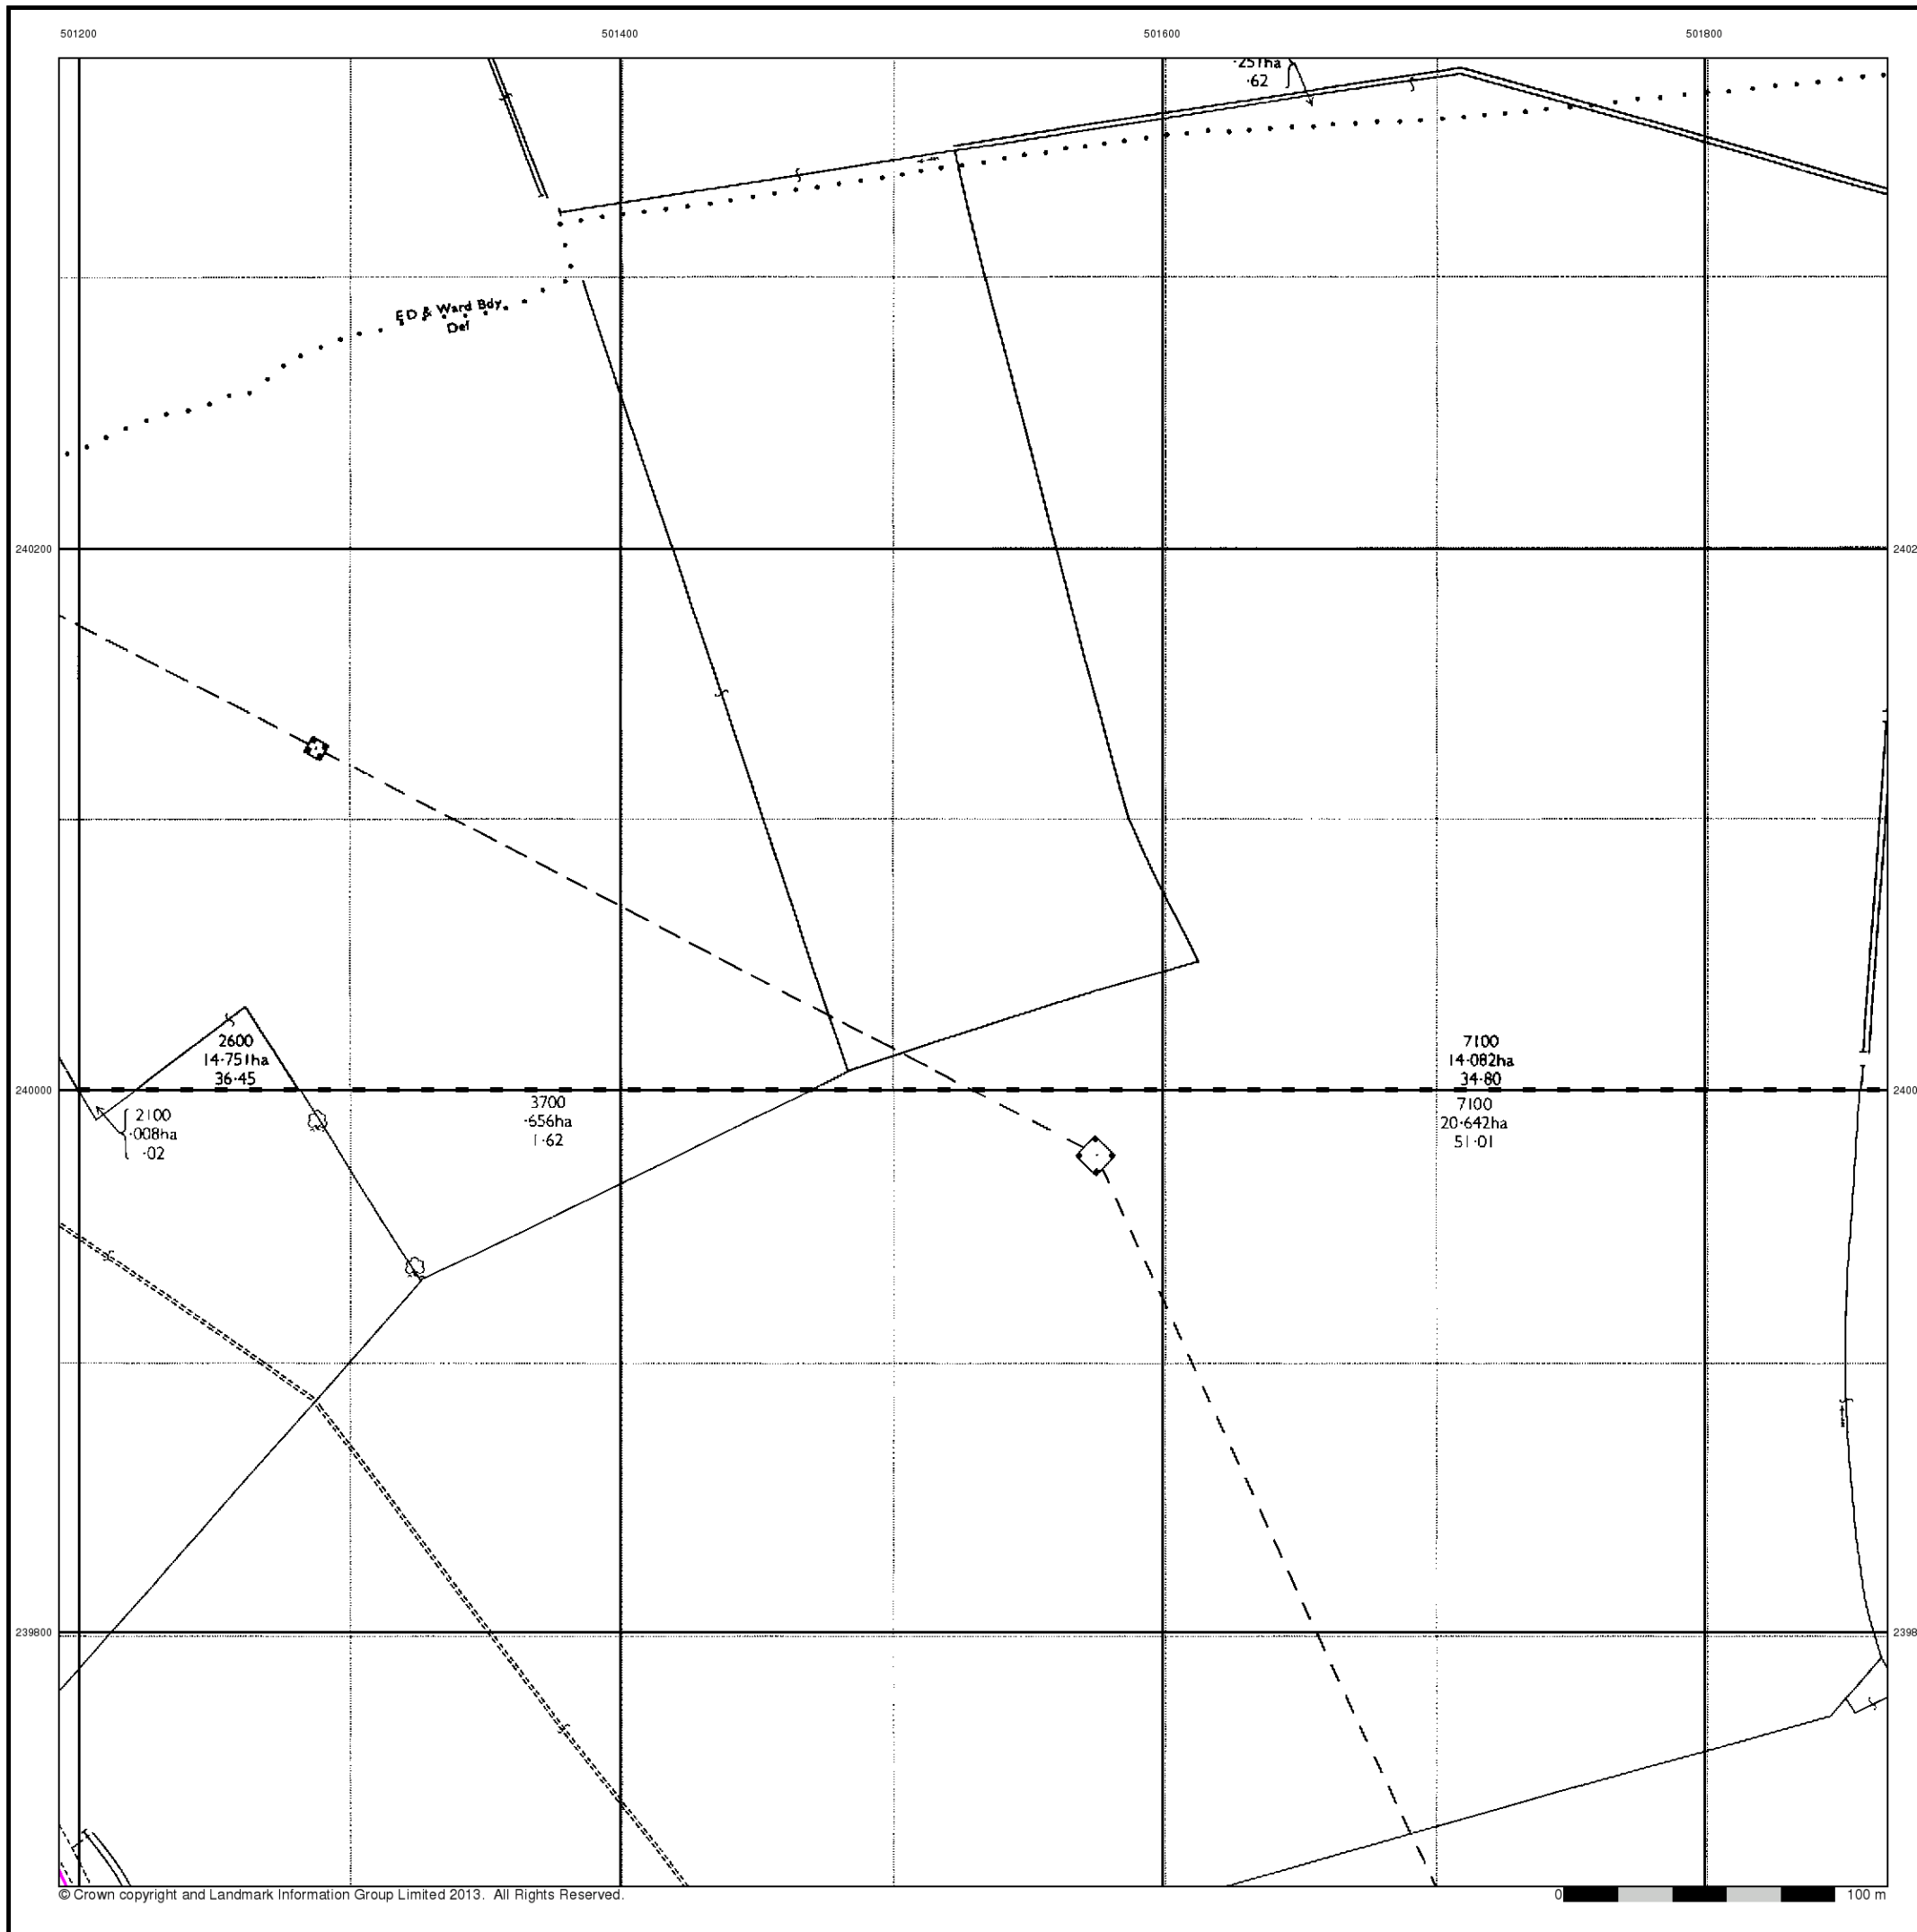 501200 501400 501600 501800
·251ha
·62
ED & Ward Bdy
Def
240200 2402
2600
14·751ha
36·45
7100
14·082ha
34·80
240000 2400
2100
·008ha
·02
3700
·656ha
1·62
7100
20·642ha
51·01
239800 2398
© Crown copyright and Landmark Information Group Limited 2013. All Rights Reserved.
0 100 m